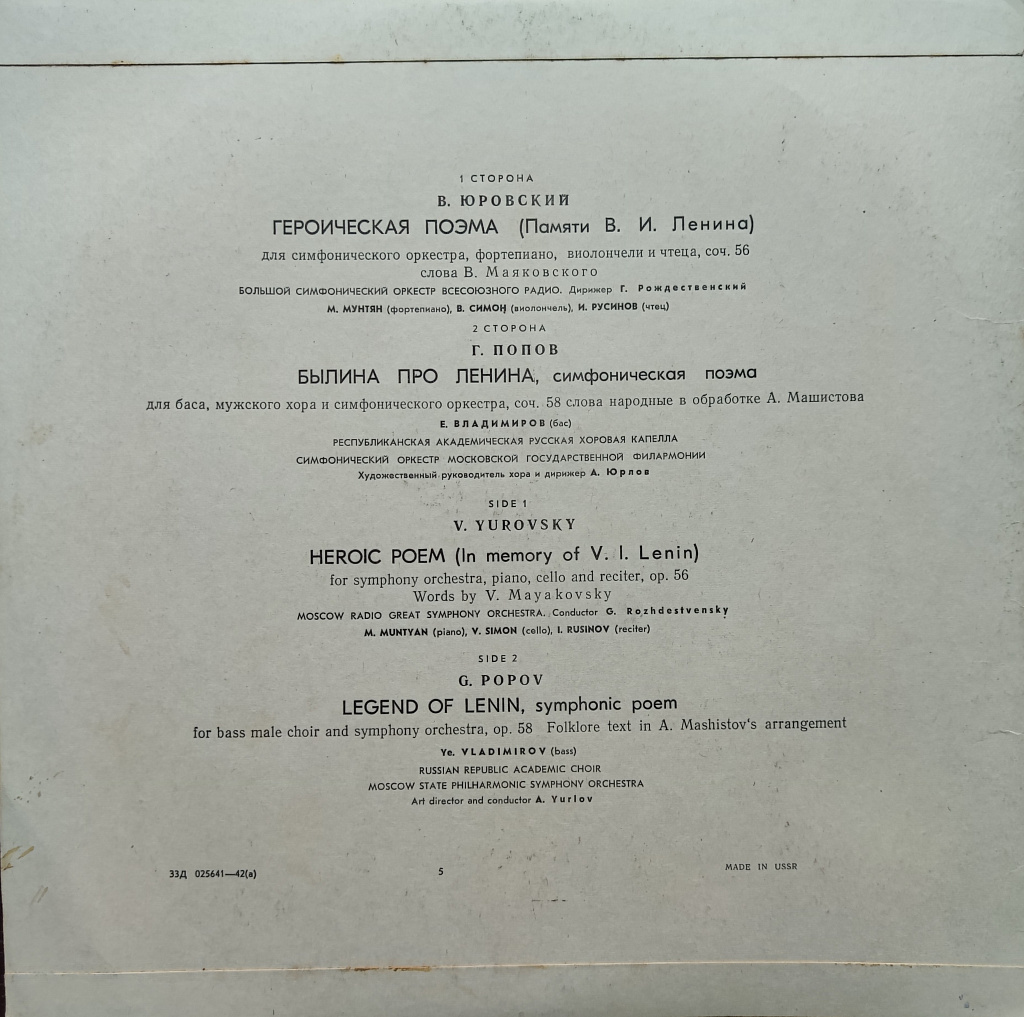 1 СТОРОНА
В. ЮРОВСКИЙ
ГЕРОИЧЕСКАЯ ПОЭМА (Памяти В. И. Ленина)
для симфонического оркестра, фортепиано, виолончели и чтеца, соч. 56
слова В. Маяковского
БОЛЬШОЙ СИМФОНИЧЕСКИЙ ОРКЕСТР ВСЕСОЮЗНОГО РАДИО. Дирижер Г. Рождественский
М. МУНТЯН (фортепиано), В. СИМОН (виолончель), И. РУСИНОВ (чтец)
2 СТОРОНА
Г. ПОПОВ
БЫЛИНА ПРО ЛЕНИНА, симфоническая поэма
для баса, мужского хора и симфонического оркестра, соч. 58 слова народные в обработке А. Машистова
Е. ВЛАДИМИРОВ (бас)
РЕСПУБЛИКАНСКАЯ АКАДЕМИЧЕСКАЯ РУССКАЯ ХОРОВАЯ КАПЕЛЛА
СИМФОНИЧЕСКИЙ ОРКЕСТР МОСКОВСКОЙ ГОСУДАРСТВЕННОЙ ФИЛАРМОНИИ
Художественный руководитель хора и дирижер А. Юрлов
SIDE 1
V. YUROVSKY
HEROIC POEM (In memory of V. I. Lenin)
for symphony orchestra, piano, cello and reciter, op. 56
Words by V. Mayakovsky
MOSCOW RADIO GREAT SYMPHONY ORCHESTRA. Conductor G. Rozhdestvensky
M. MUNTYAN (piano), V. SIMON (cello), I. RUSINOV (reciter)
SIDE 2
G. POPOV
LEGEND OF LENIN, symphonic poem
for bass male choir and symphony orchestra, op. 58 Folklore text in A. Mashistov's arrangement
Ye. VLADIMIROV (bass)
RUSSIAN REPUBLIC ACADEMIC CHOIR
MOSCOW STATE PHILHARMONIC SYMPHONY ORCHESTRA
Art director and conductor A. Yurlov
33Д 025641—42(a) 5 MADE IN USSR